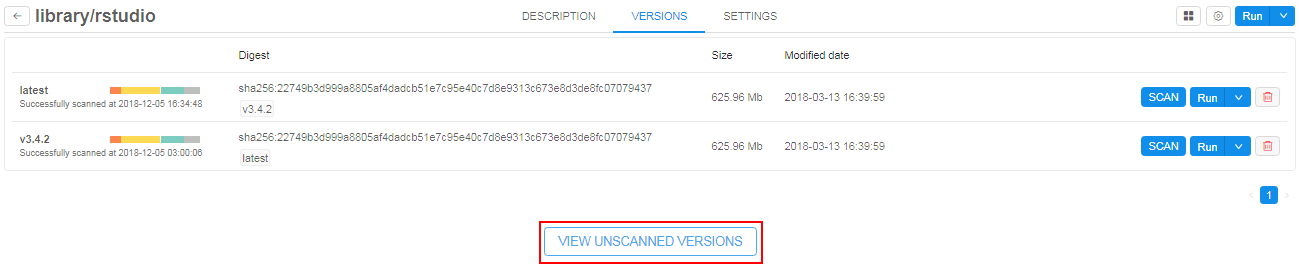 library/rstudio DESCRIPTION VERSIONS SETTINGS Run
Digest Size Modified date
latest sha256:22749b3d999a8805af4dadcb51e7c95e40c7d8e9313c673e8d3de8fc07079437 625.96 Mb 2018-03-13 16:39:59 SCAN Run
Successfully scanned at 2018-12-05 16:34:48 v3.4.2
v3.4.2 sha256:22749b3d999a8805af4dadcb51e7c95e40c7d8e9313c673e8d3de8fc07079437 625.96 Mb 2018-03-13 16:39:59 SCAN Run
Successfully scanned at 2018-12-05 03:00:06 latest
1
VIEW UNSCANNED VERSIONS